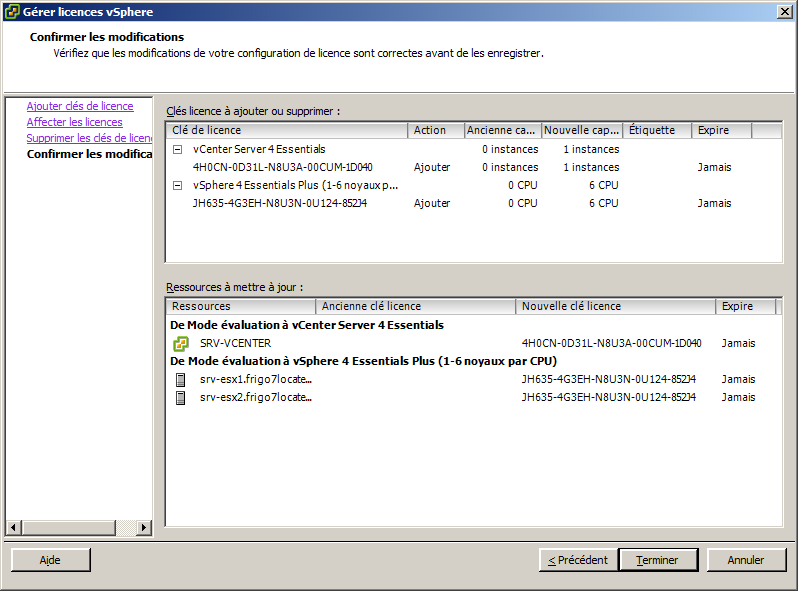 Gérer licences vSphere
Confirmer les modifications
Vérifiez que les modifications de votre configuration de licence sont correctes avant de les enregistrer.
Ajouter clés de licence
Affecter les licences
Supprimer les clés de licen
Confirmer les modifica
Clés licence à ajouter ou supprimer :
Clé de licence Action Ancienne ca... Nouvelle cap... Étiquette Expire
vCenter Server 4 Essentials 0 instances 1 instances
4H0CN-0D31L-N8U3A-00CUM-1D040 Ajouter 0 instances 1 instances Jamais
vSphere 4 Essentials Plus (1-6 noyaux p... 0 CPU 6 CPU
JH635-4G3EH-N8U3N-0U124-852J4 Ajouter 0 CPU 6 CPU Jamais
Ressources à mettre à jour :
Ressources Ancienne clé licence Nouvelle clé licence Expire
De Mode évaluation à vCenter Server 4 Essentials
SRV-VCENTER 4H0CN-0D31L-N8U3A-00CUM-1D040 Jamais
De Mode évaluation à vSphere 4 Essentials Plus (1-6 noyaux par CPU)
srv-esx1.frigo7locate... JH635-4G3EH-N8U3N-0U124-852J4 Jamais
srv-esx2.frigo7locate... JH635-4G3EH-N8U3N-0U124-852J4 Jamais
Aide < Précédent Terminer Annuler